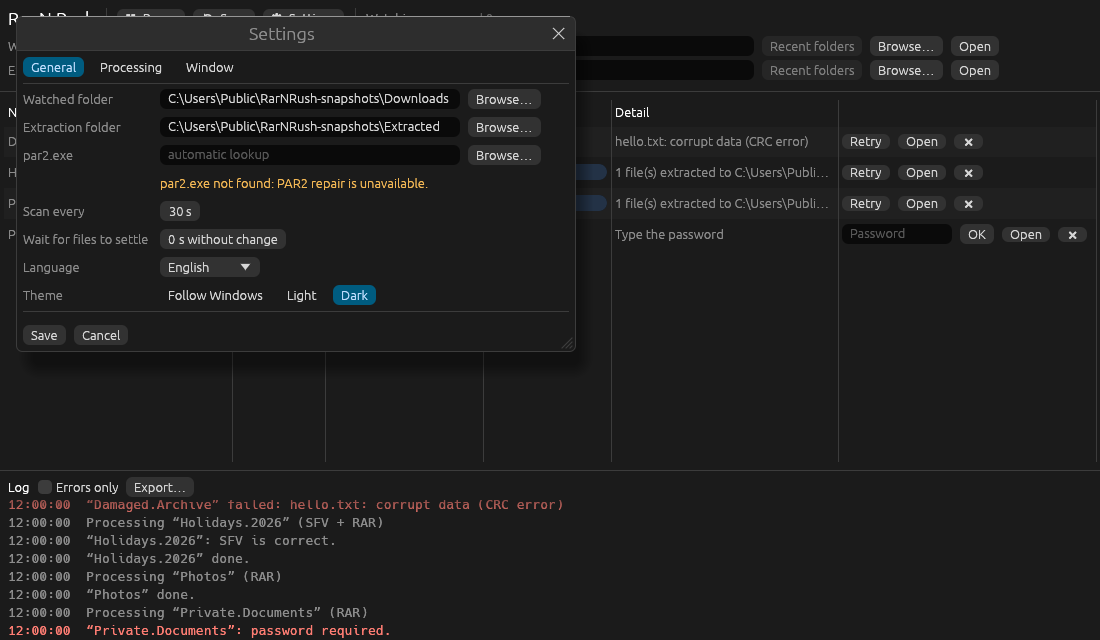 Settings
General Processing Window
Watched folder C:\Users\Public\RarNRush-snapshots\Downloads Browse…
Extraction folder C:\Users\Public\RarNRush-snapshots\Extracted Browse…
par2.exe automatic lookup Browse…
par2.exe not found: PAR2 repair is unavailable.
Scan every 30 s
Wait for files to settle 0 s without change
Language English
Theme Follow Windows Light Dark
Save Cancel
Recent folders Browse… Open
Recent folders Browse… Open
Detail
hello.txt: corrupt data (CRC error) Retry Open
1 file(s) extracted to C:\Users\Publi… Retry Open
1 file(s) extracted to C:\Users\Publi… Retry Open
Type the password Password OK Open
Log Errors only Export…
12:00:00 “Damaged.Archive” failed: hello.txt: corrupt data (CRC error)
12:00:00 Processing “Holidays.2026” (SFV + RAR)
12:00:00 “Holidays.2026”: SFV is correct.
12:00:00 “Holidays.2026” done.
12:00:00 Processing “Photos” (RAR)
12:00:00 “Photos” done.
12:00:00 Processing “Private.Documents” (RAR)
12:00:00 “Private.Documents”: password required.